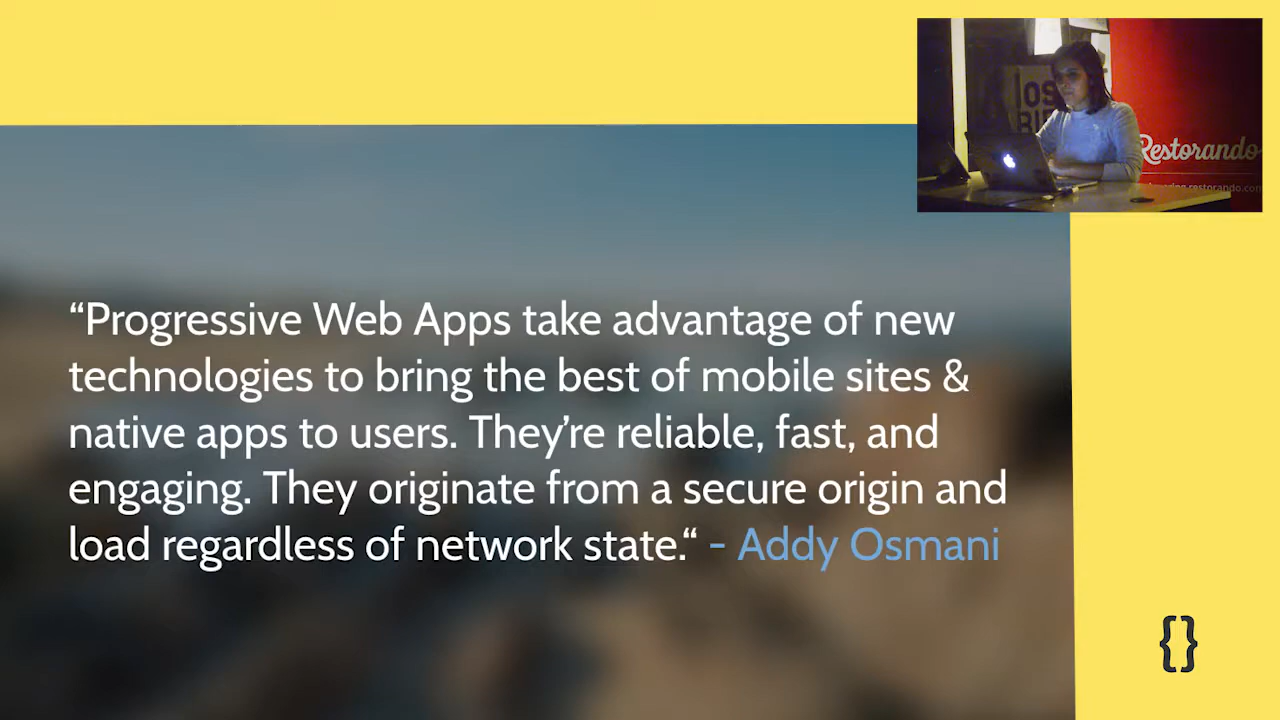 “Progressive Web Apps take advantage of new
technologies to bring the best of mobile sites &
native apps to users. They’re reliable, fast, and
engaging. They originate from a secure origin and
load regardless of network state.“ - Addy Osmani
{}
Restorando